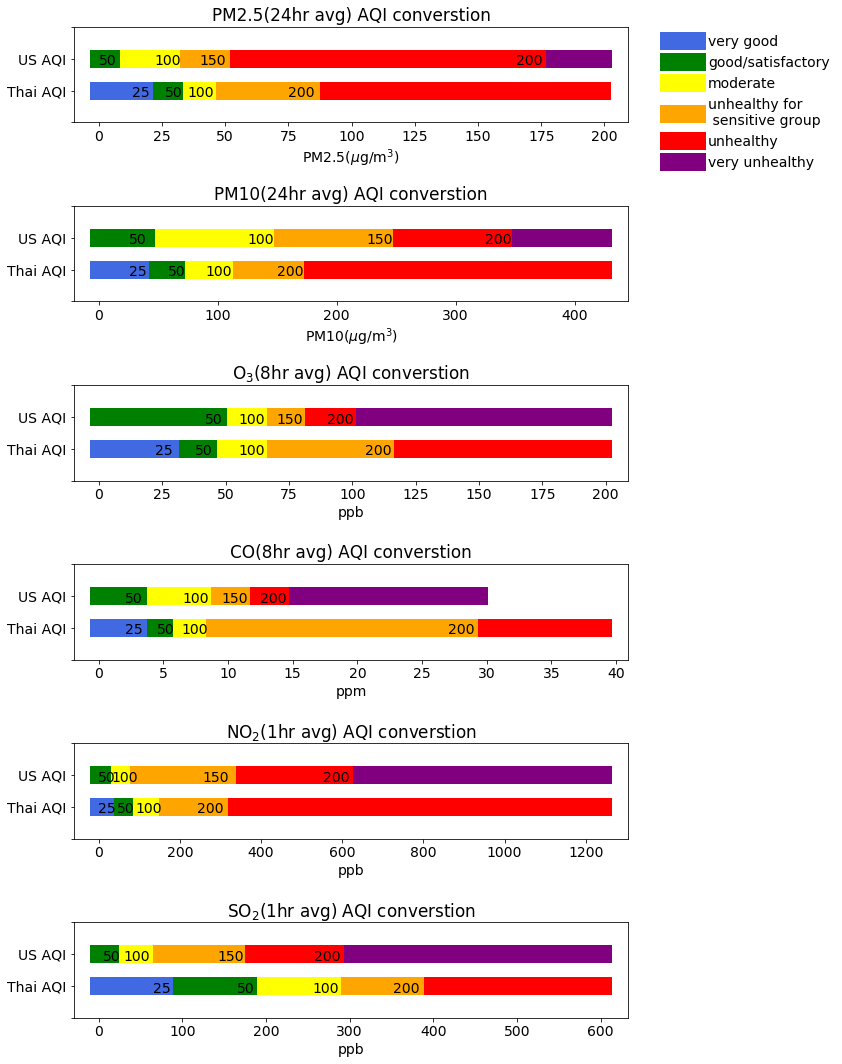 PM2.5(24hr avg) AQI converstion
very good
good/satisfactory
moderate
unhealthy for
sensitive group
unhealthy
very unhealthy
US AQI 50 100 150 200
Thai AQI 25 50 100 200
0 25 50 75 100 125 150 175 200
PM2.5(μg/m³)
PM10(24hr avg) AQI converstion
US AQI 50 100 150 200
Thai AQI 25 50 100 200
0 100 200 300 400
PM10(μg/m³)
O₃(8hr avg) AQI converstion
US AQI 50 100 150 200
Thai AQI 25 50 100 200
0 25 50 75 100 125 150 175 200
ppb
CO(8hr avg) AQI converstion
US AQI 50 100 150 200
Thai AQI 25 50 100 200
0 5 10 15 20 25 30 35 40
ppm
NO₂(1hr avg) AQI converstion
US AQI 50 100 150 200
Thai AQI 25 50 100 200
0 200 400 600 800 1000 1200
ppb
SO₂(1hr avg) AQI converstion
US AQI 50 100 150 200
Thai AQI 25 50 100 200
0 100 200 300 400 500 600
ppb